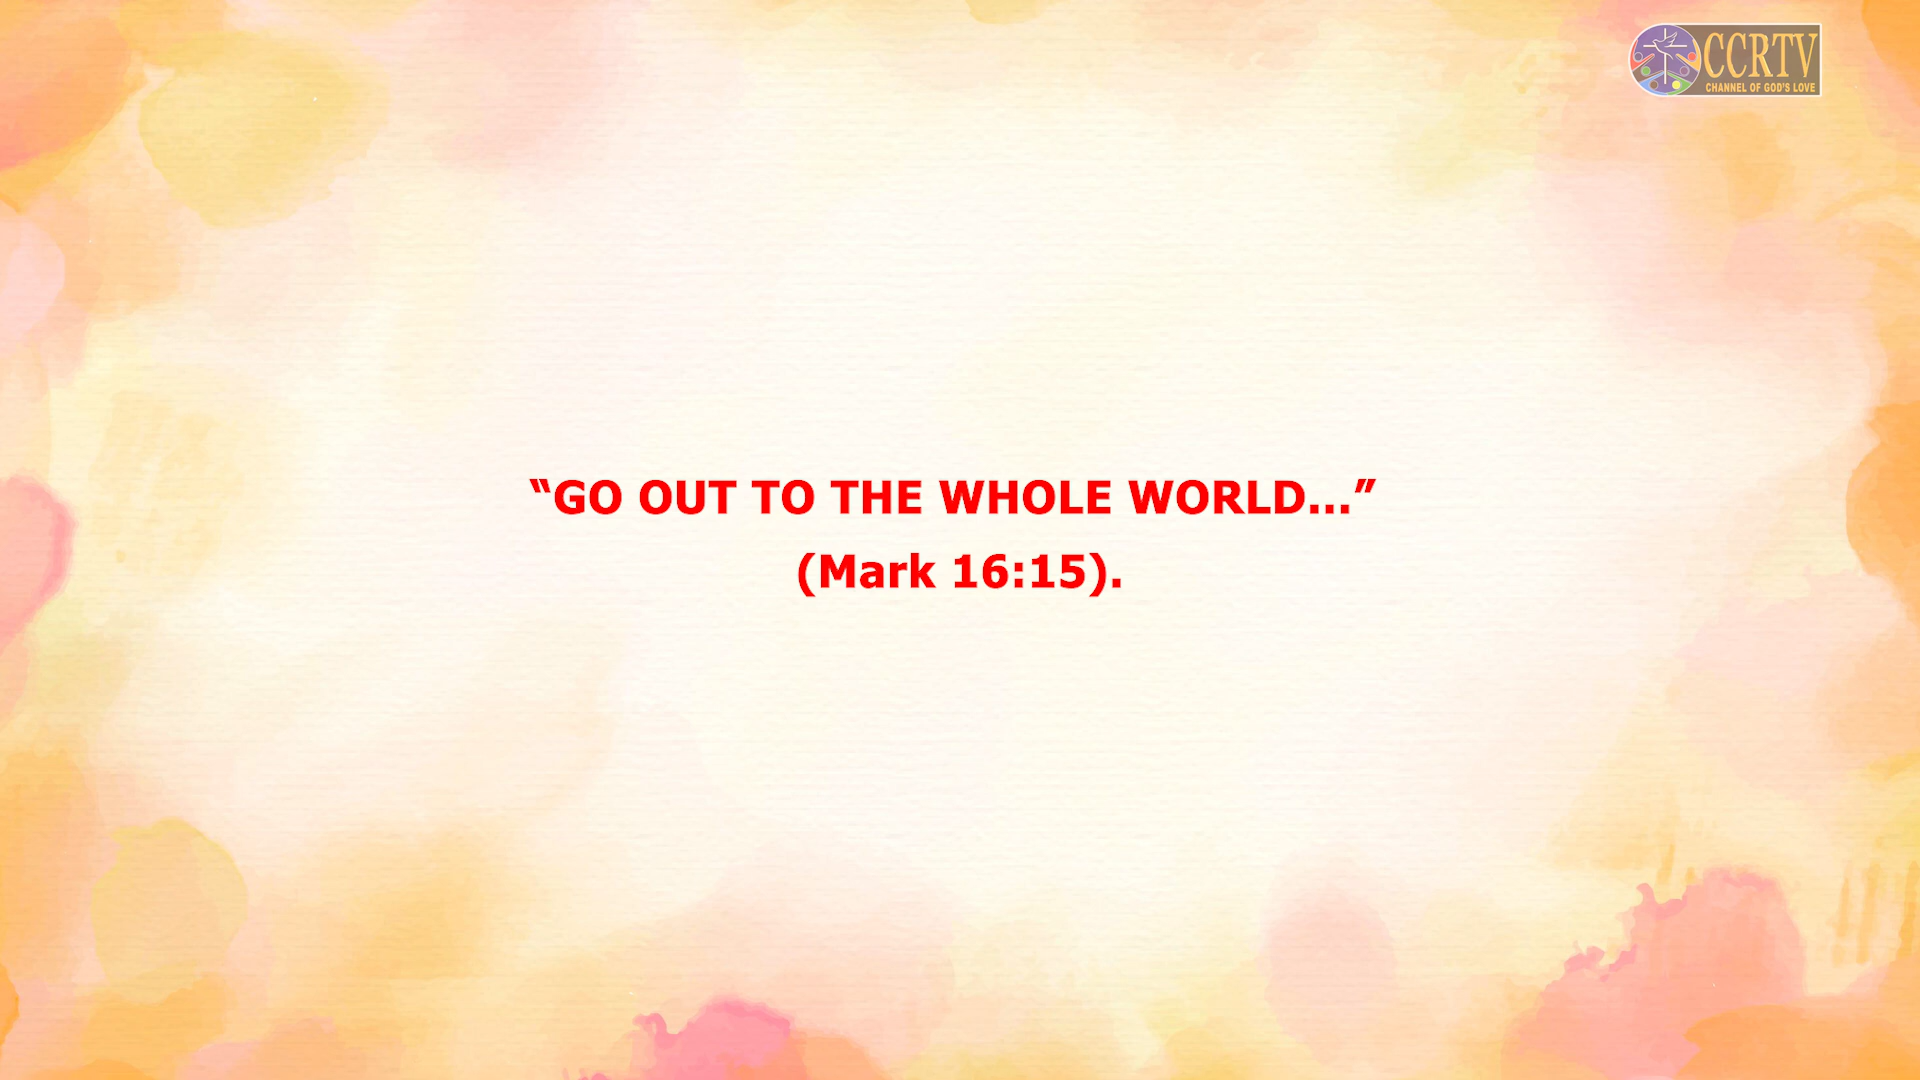 CCRTV
CHANNEL OF GOD'S LOVE
“GO OUT TO THE WHOLE WORLD...”
(Mark 16:15).